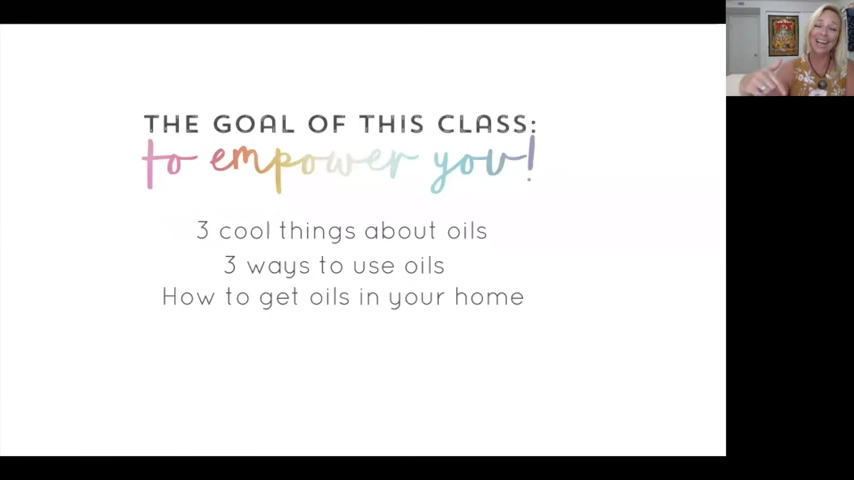 THE GOAL OF THIS CLASS:
to empower you!
3 cool things about oils
3 ways to use oils
How to get oils in your home